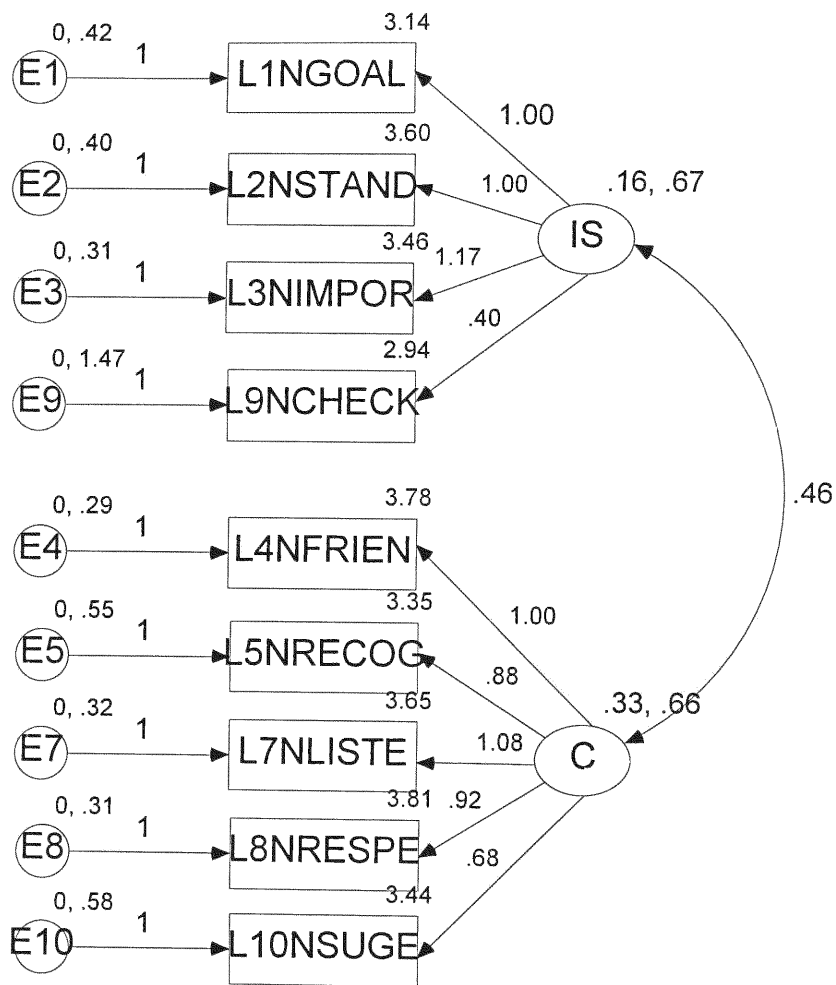 0, .42
3.14
E1
1
L1NGOAL
1.00
0, .40
3.60
E2
1
L2NSTAND
1.00
.16, .67
IS
0, .31
3.46
E3
1
L3NIMPOR
1.17
.40
0, 1.47
2.94
E9
1
L9NCHECK
.46
0, .29
3.78
E4
1
L4NFRIEN
1.00
0, .55
3.35
E5
1
L5NRECOG
.88
.33, .66
C
0, .32
3.65
E7
1
L7NLISTE
1.08
0, .31
3.81
.92
E8
1
L8NRESPE
.68
0, .58
3.44
E10
1
L10NSUGE